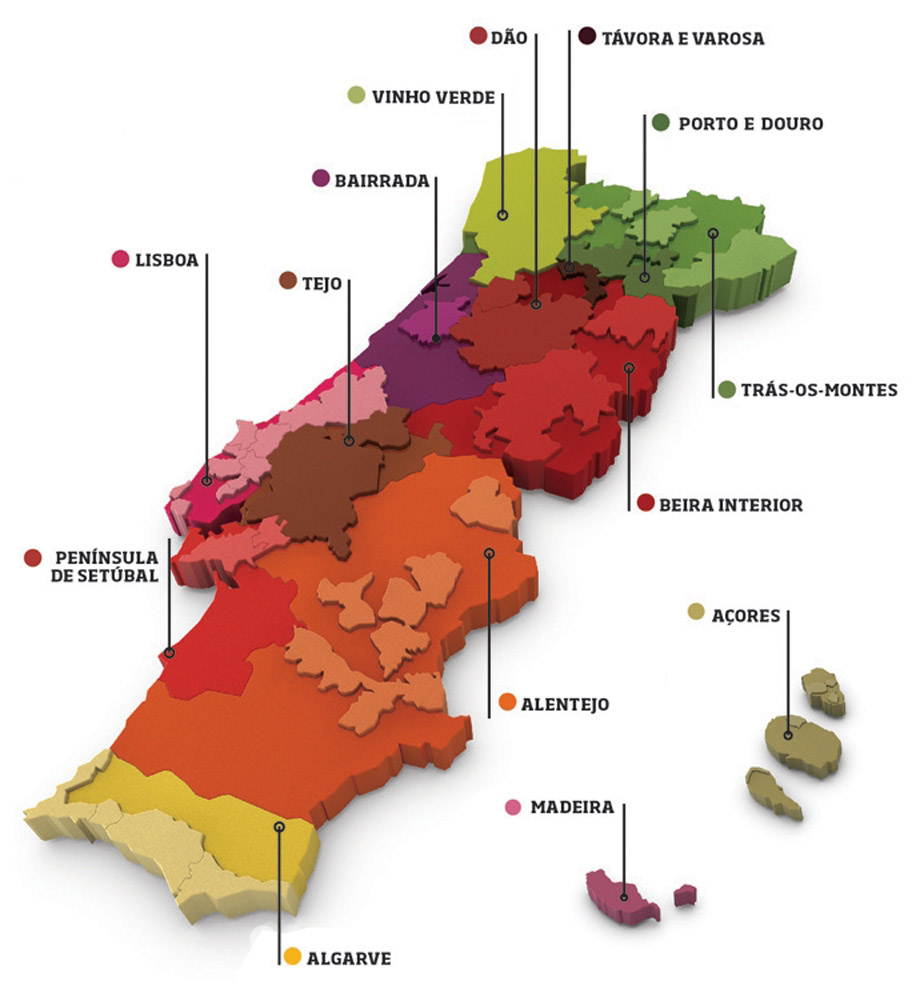 DÃO
TÁVORA E VAROSA
VINHO VERDE
PORTO E DOURO
BAIRRADA
LISBOA
TEJO
TRÁS-OS-MONTES
BEIRA INTERIOR
PENÍNSULA
DE SETÚBAL
AÇORES
ALENTEJO
MADEIRA
ALGARVE